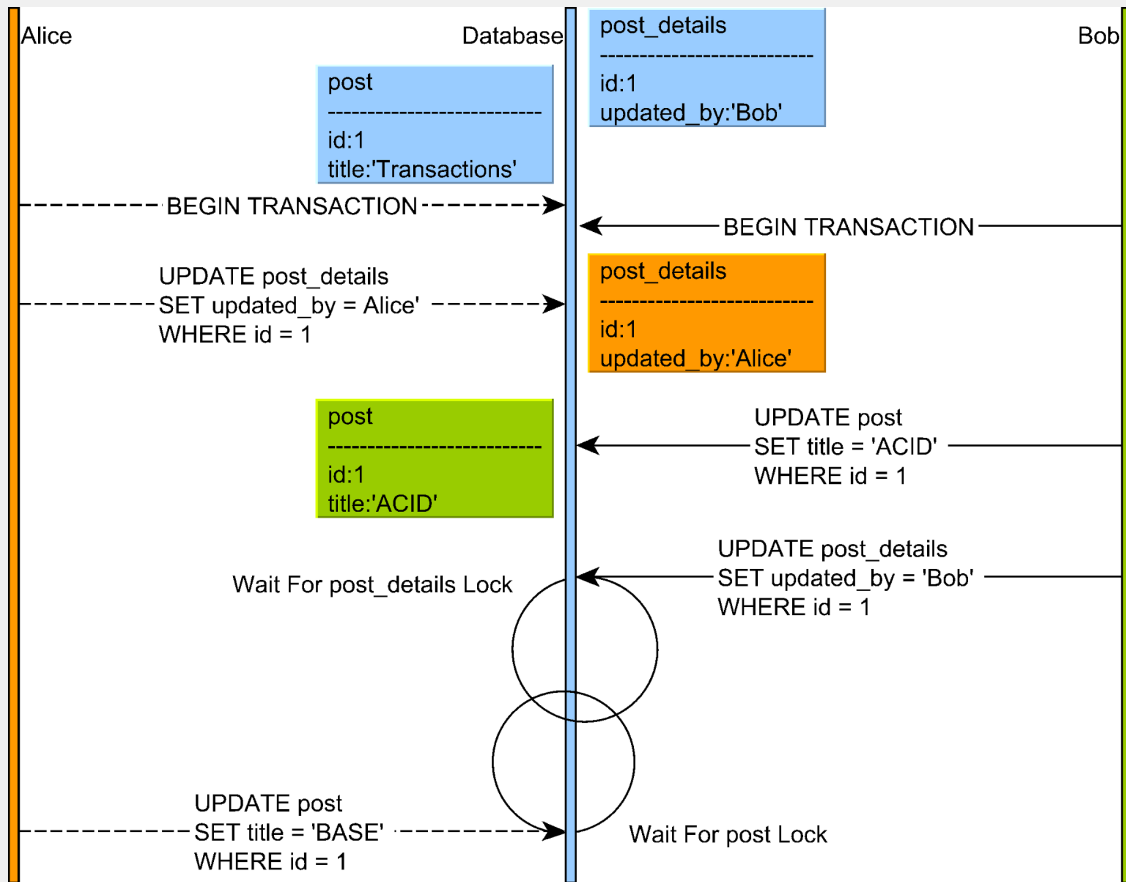 Alice
Database
Bob
post_details
---------------------------
id:1
updated_by:'Bob'
post
---------------------------
id:1
title:'Transactions'
BEGIN TRANSACTION
BEGIN TRANSACTION
UPDATE post_details
SET updated_by = Alice'
WHERE id = 1
post_details
---------------------------
id:1
updated_by:'Alice'
post
---------------------------
id:1
title:'ACID'
UPDATE post
SET title = 'ACID'
WHERE id = 1
UPDATE post_details
SET updated_by = 'Bob'
WHERE id = 1
Wait For post_details Lock
UPDATE post
SET title = 'BASE'
WHERE id = 1
Wait For post Lock